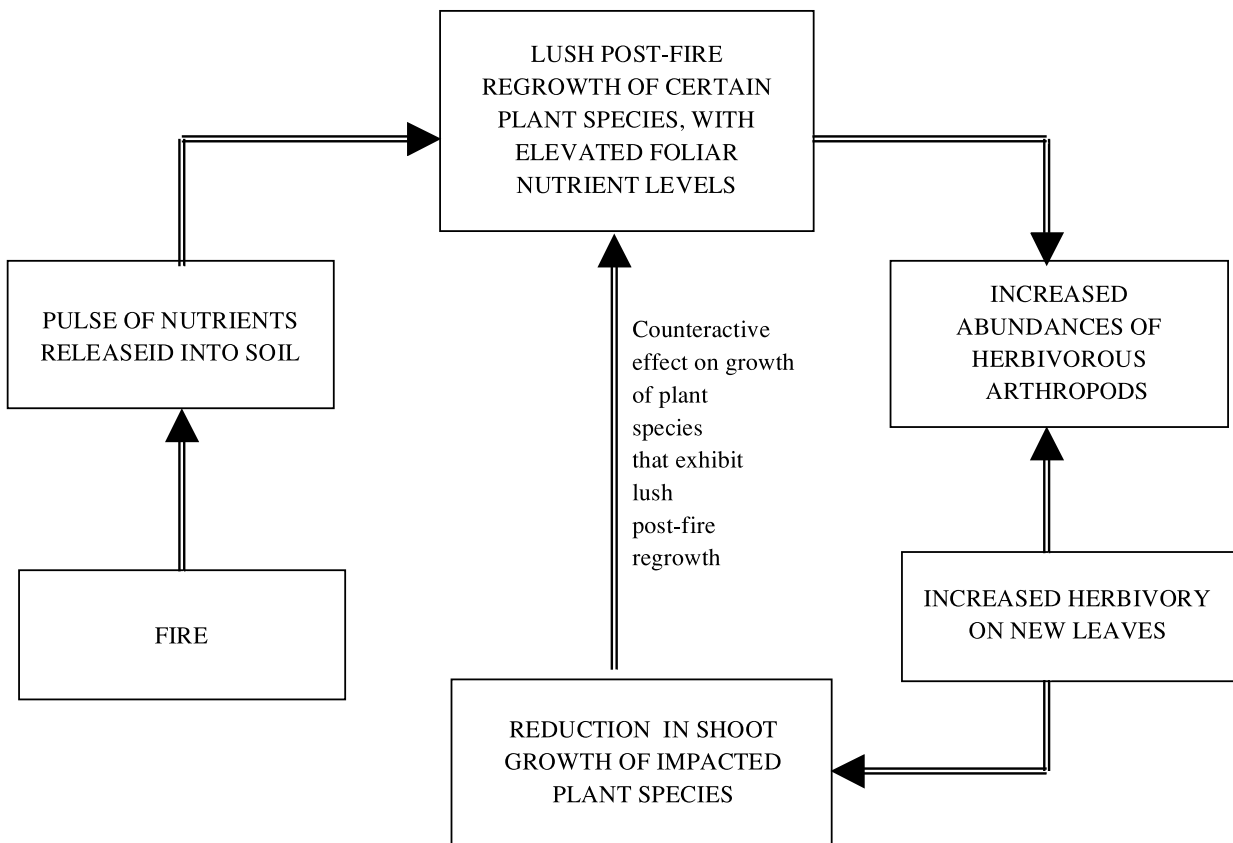 LUSH POST-FIRE
REGROWTH OF CERTAIN
PLANT SPECIES, WITH
ELEVATED FOLIAR
NUTRIENT LEVELS
PULSE OF NUTRIENTS
RELEASEID INTO SOIL
INCREASED
ABUNDANCES OF
HERBIVOROUS
ARTHROPODS
Counteractive
effect on growth
of plant
species
that exhibit
lush
post-fire
regrowth
FIRE
INCREASED HERBIVORY
ON NEW LEAVES
REDUCTION IN SHOOT
GROWTH OF IMPACTED
PLANT SPECIES